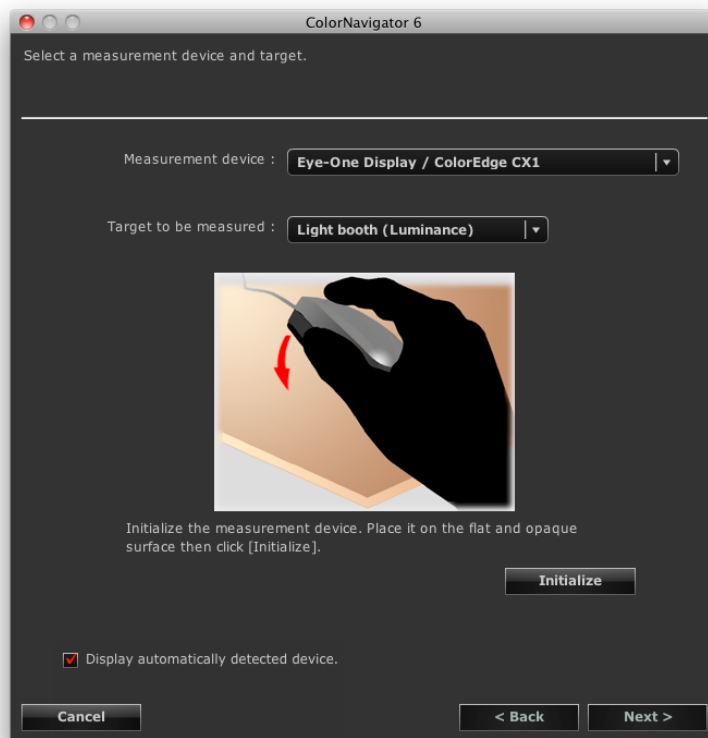 ColorNavigator 6
Select a measurement device and target.
Measurement device :
Eye-One Display / ColorEdge CX1
Target to be measured :
Light booth (Luminance)
Initialize the measurement device. Place it on the flat and opaque
surface then click [Initialize].
Initialize
Display automatically detected device.
Cancel
< Back
Next >